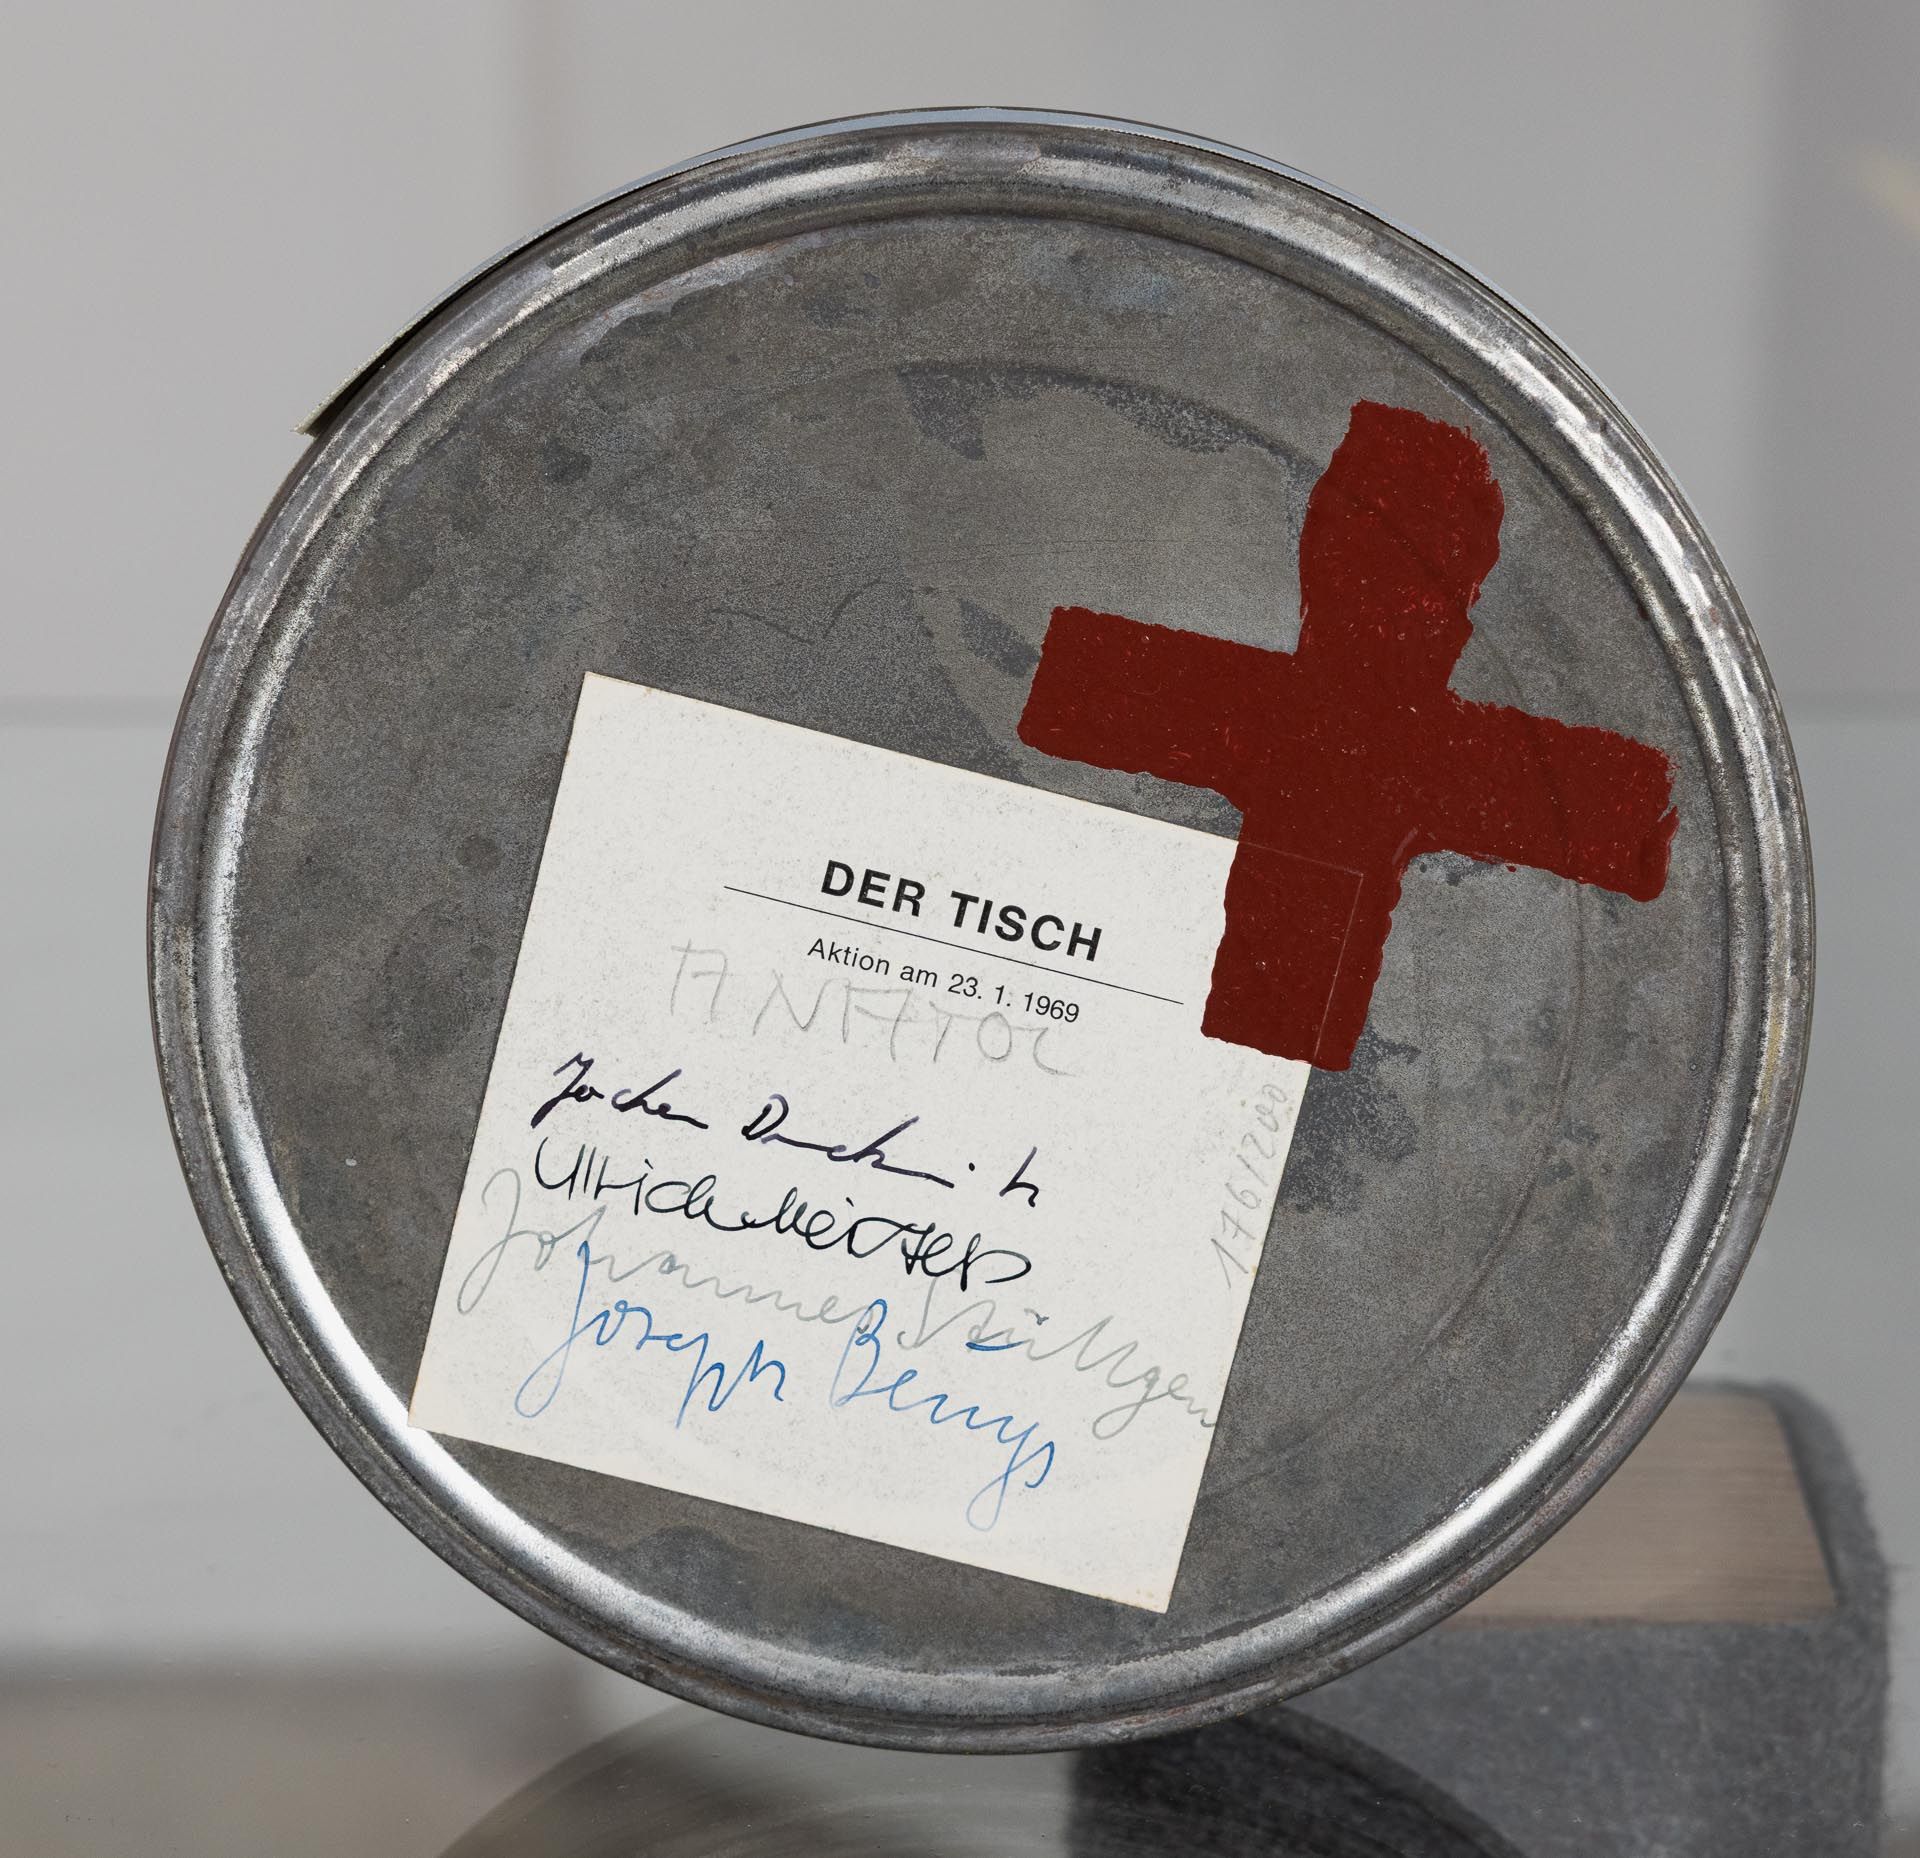 DER TISCH
Aktion am 23. 1. 1969
ANATOL
Jochen Duckwitz
Ulrich Meister
Johannes Stüttgen
Joseph Beuys
176/200